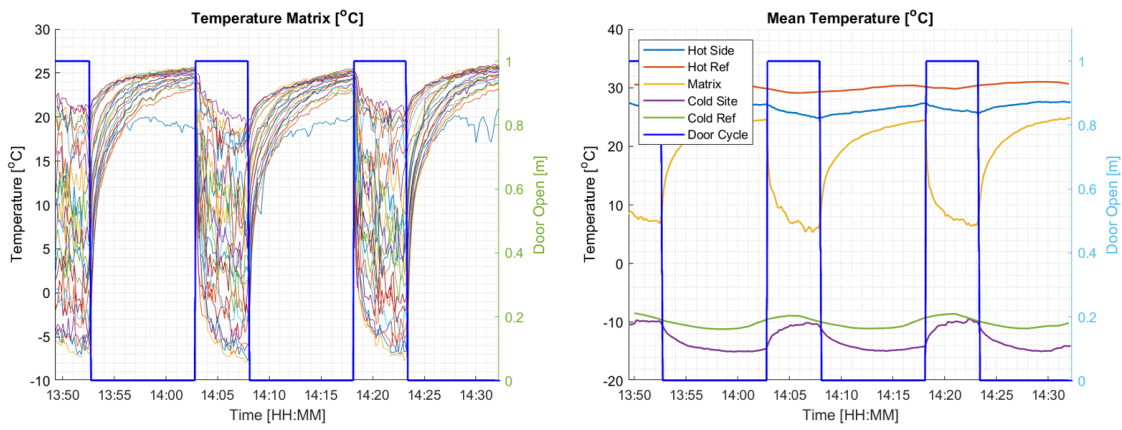 Temperature Matrix [°C]
30
25
20
15
10
5
0
-5
-10
Temperature [°C]
13:50 13:55 14:00 14:05 14:10 14:15 14:20 14:25 14:30
Time [HH:MM]
1
0.8
0.6
0.4
0.2
0
Door Open [m]
Mean Temperature [°C]
40
30
20
10
0
-10
-20
Temperature [°C]
Hot Side
Hot Ref
Matrix
Cold Site
Cold Ref
Door Cycle
13:50 13:55 14:00 14:05 14:10 14:15 14:20 14:25 14:30
Time [HH:MM]
1
0.8
0.6
0.4
0.2
0
Door Open [m]